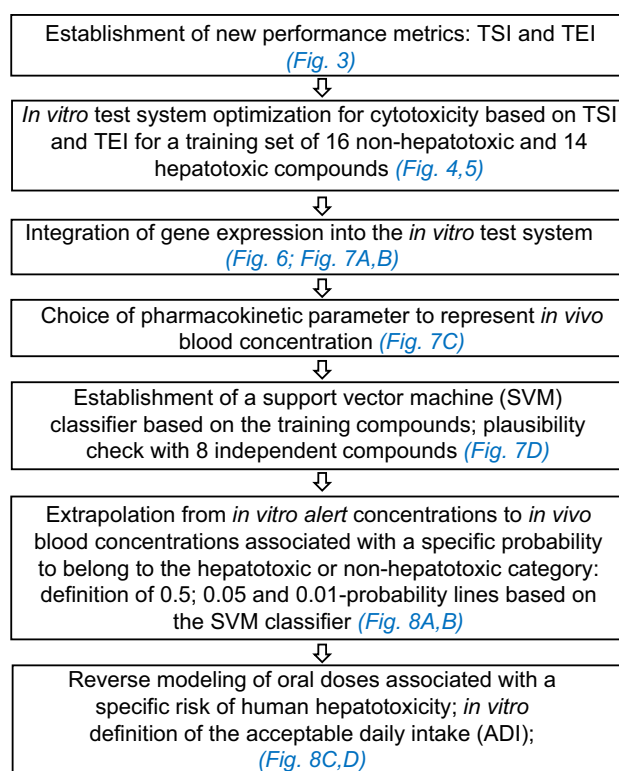 Establishment of new performance metrics: TSI and TEI
(Fig. 3)
In vitro test system optimization for cytotoxicity based on TSI
and TEI for a training set of 16 non-hepatotoxic and 14
hepatotoxic compounds (Fig. 4,5)
Integration of gene expression into the in vitro test system
(Fig. 6; Fig. 7A,B)
Choice of pharmacokinetic parameter to represent in vivo
blood concentration (Fig. 7C)
Establishment of a support vector machine (SVM)
classifier based on the training compounds; plausibility
check with 8 independent compounds (Fig. 7D)
Extrapolation from in vitro alert concentrations to in vivo
blood concentrations associated with a specific probability
to belong to the hepatotoxic or non-hepatotoxic category:
definition of 0.5; 0.05 and 0.01-probability lines based on
the SVM classifier (Fig. 8A,B)
Reverse modeling of oral doses associated with a
specific risk of human hepatotoxicity; in vitro
definition of the acceptable daily intake (ADI);
(Fig. 8C,D)